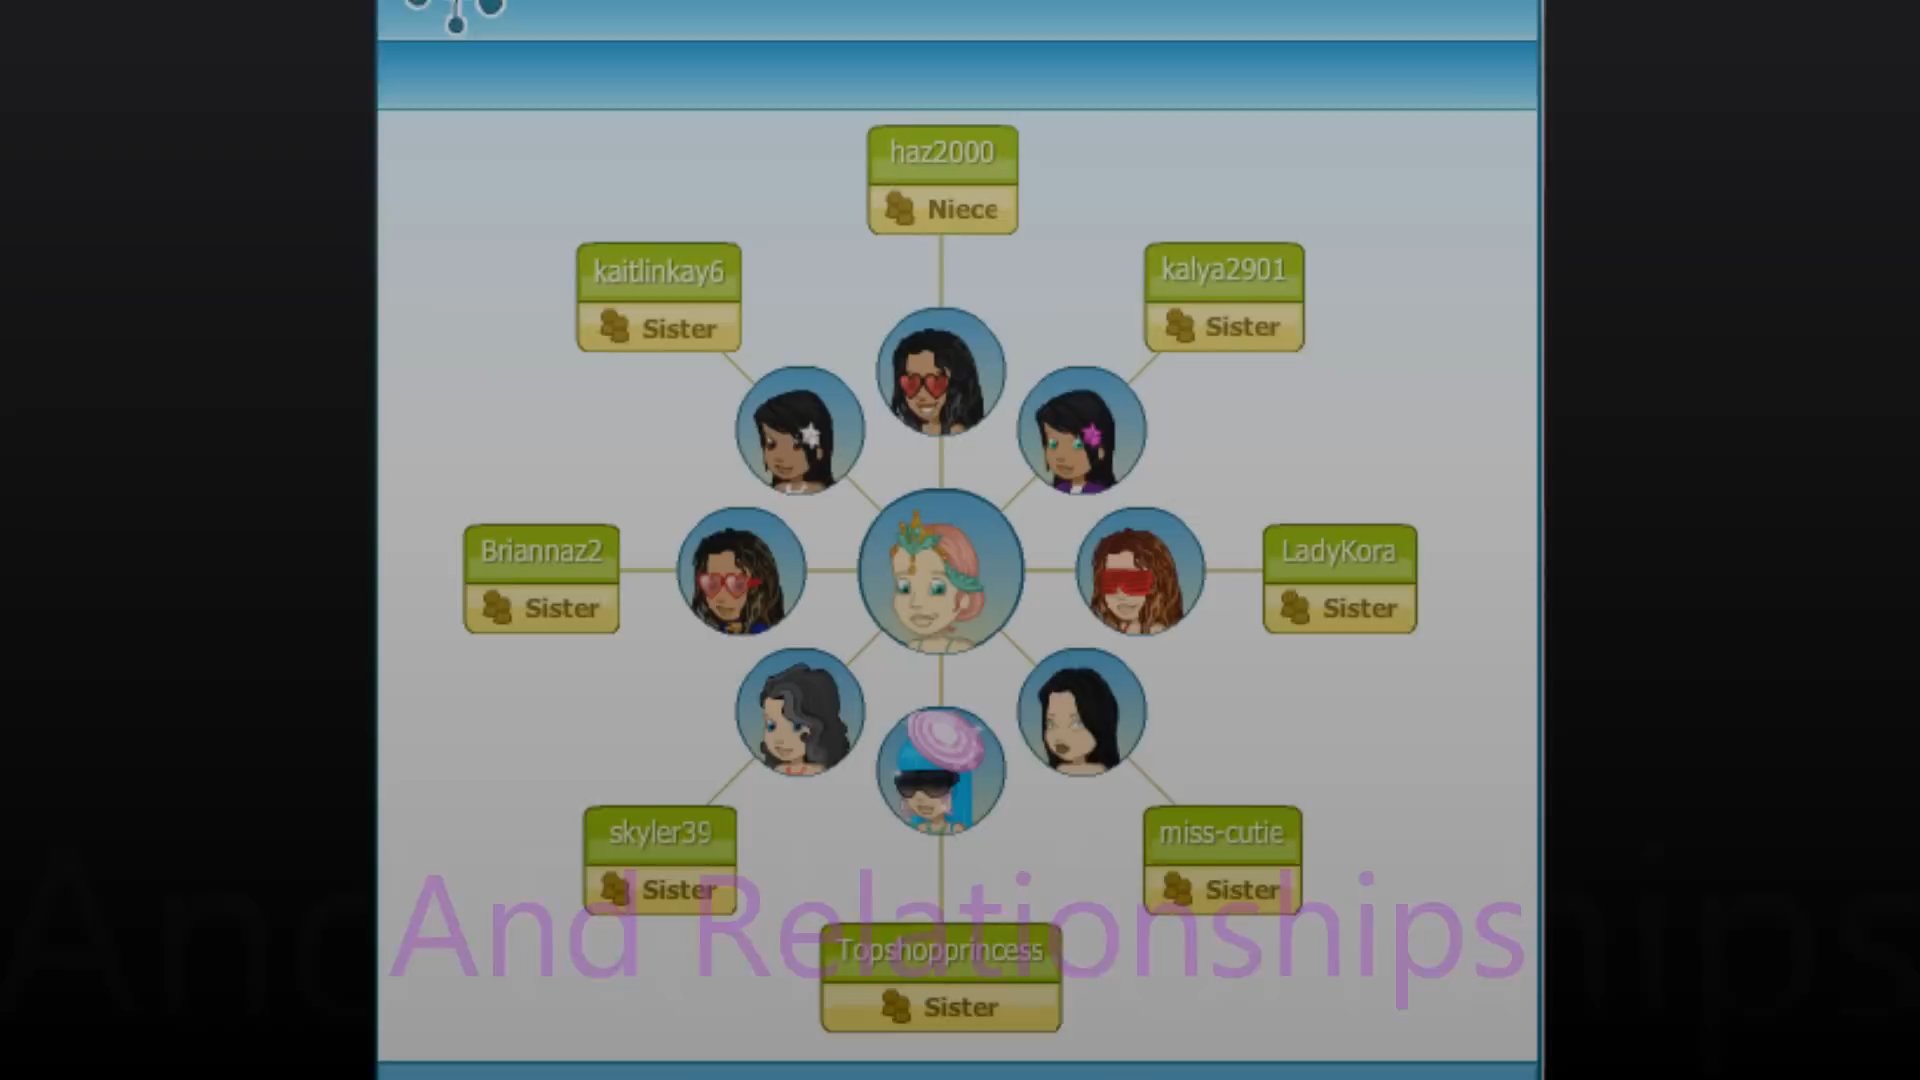 haz2000
Niece
kaitlinkay6
Sister
kalya2901
Sister
Briannaz2
Sister
LadyKora
Sister
skyler39
Sister
miss-cutie
Sister
And Relationships
Topshopprincess
Sister